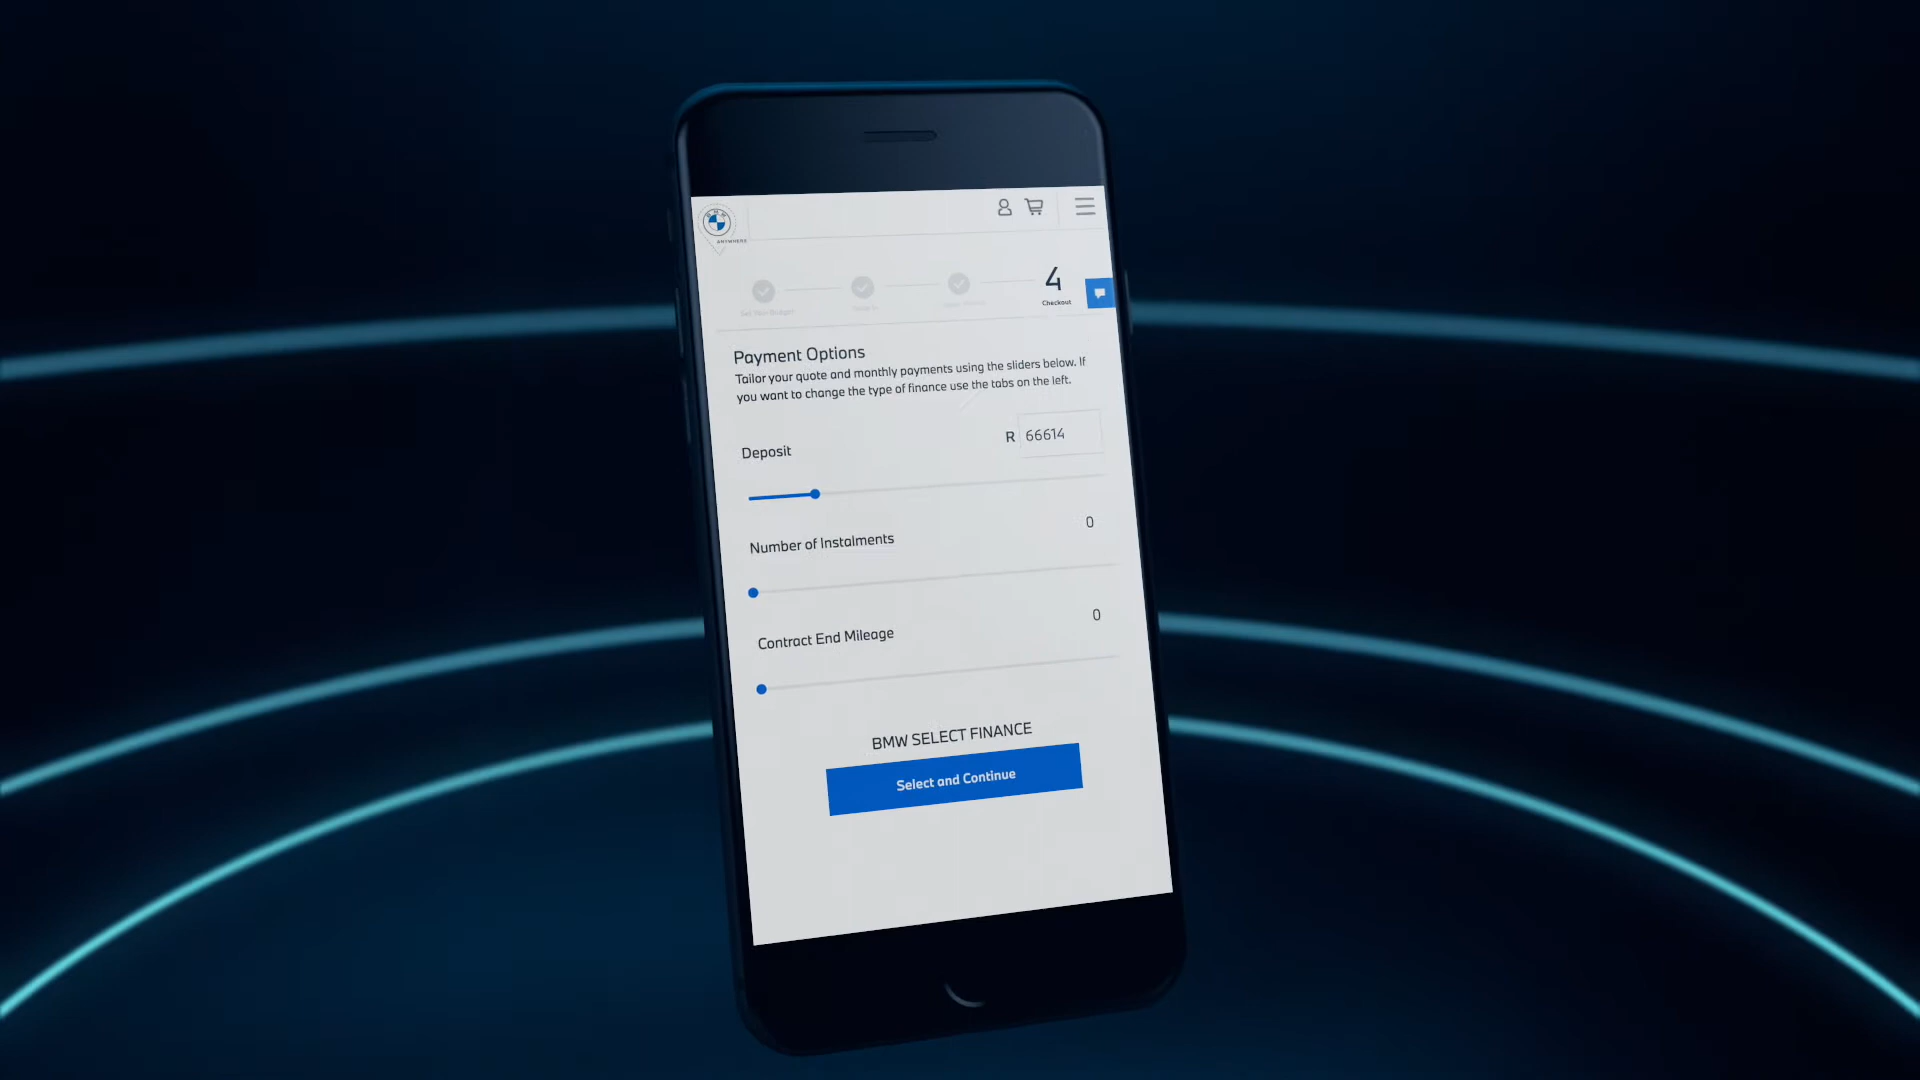 BMW
ANYWHERE
4
Checkout
Payment Options
Tailor your quote and monthly payments using the sliders below. If
you want to change the type of finance use the tabs on the left.
Deposit
R 66614
Number of Instalments
0
Contract End Mileage
0
BMW SELECT FINANCE
Select and Continue